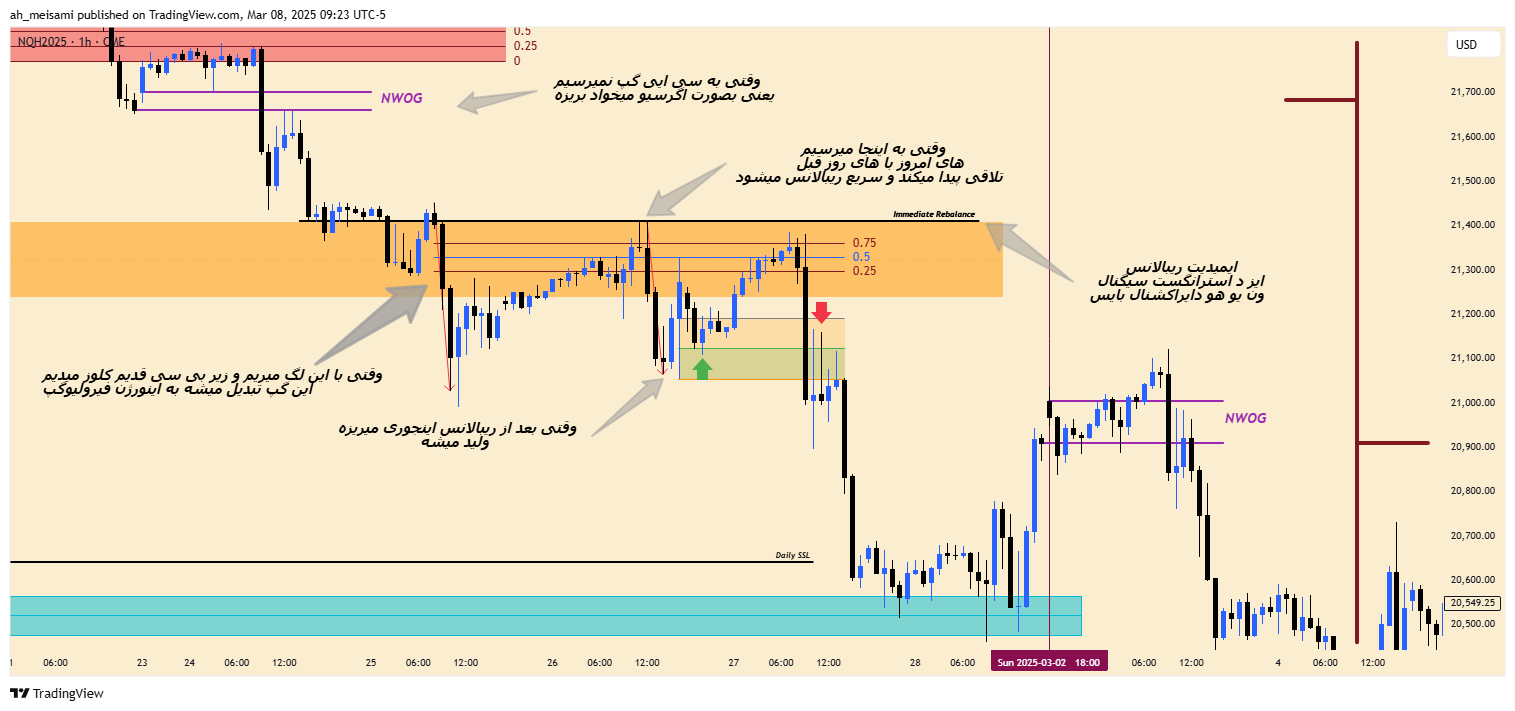 ah_meisami published on TradingView.com, Mar 08, 2025 09:23 UTC-5
NQH2025 · 1h · CME
0.5
0.25
0
USD
وقتی به سی ایی گپ نمیرسیم
یعنی بصورت اگرسیو میخواد بریزه
NWOG
وقتی به اینجا میرسیم
های امروز با های روز قبل
تلاقی پیدا میکند و سریع ریبالانس میشود
Immediate Rebalance
0.75
0.5
0.25
ایمیدیت ریبالانس
ایز د استرانگست سیگنال
ون یو هو دایراکشنال بایس
وقتی با این لگ میریم و زیر بی سی قدیم کلوز میدیم
این گپ تبدیل میشه به اینورژن فیرولیوگپ
وقتی بعد از ریبالانس اینجوری میریزه
ولید میشه
NWOG
Daily SSL
21,700.00
21,600.00
21,500.00
21,400.00
21,300.00
21,200.00
21,100.00
21,000.00
20,900.00
20,800.00
20,700.00
20,600.00
20,549.25
20,500.00
1 06:00 23 24 06:00 12:00 25 06:00 12:00 26 06:00 12:00 27 06:00 12:00 28 06:00 Sun 2025-03-02 18:00 06:00 12:00 4 06:00 12:00
TradingView